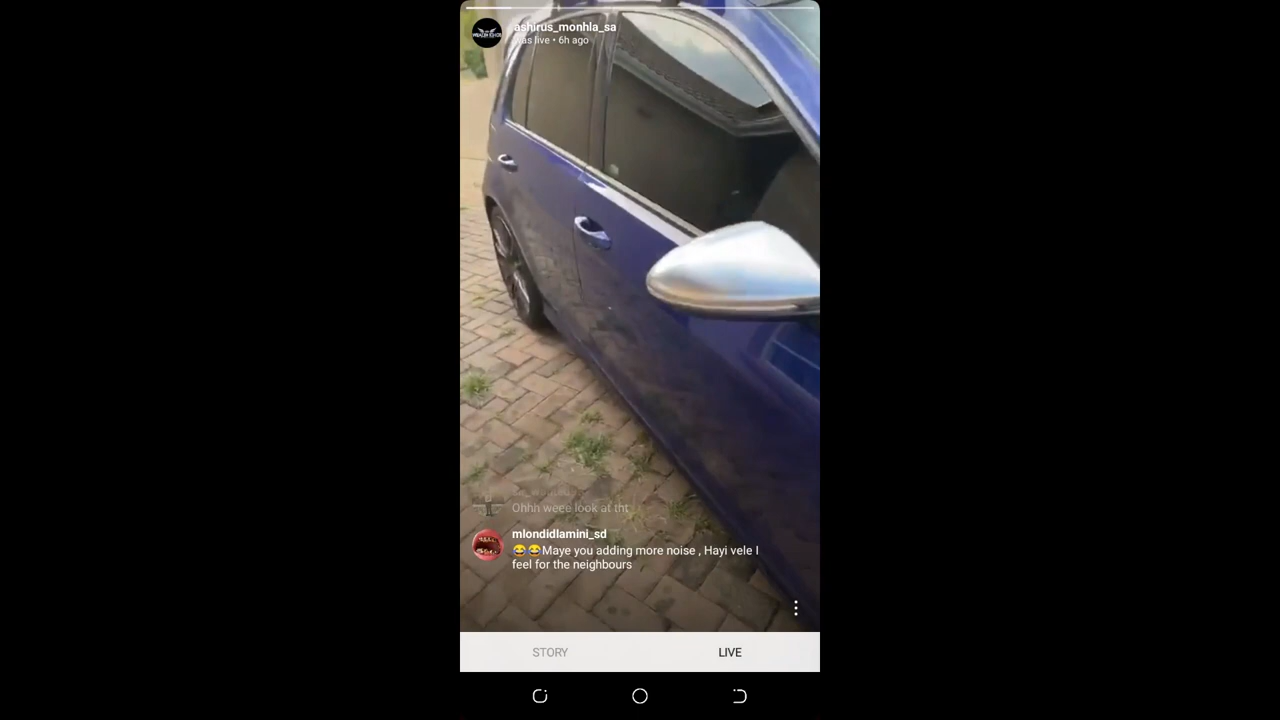 ashirus_monhla_sa
was live • 6h ago
Ohhh weee look at tht
mlondidlamini_sd
😂😂Maye you adding more noise , Hayi vele I
feel for the neighbours
STORY
LIVE